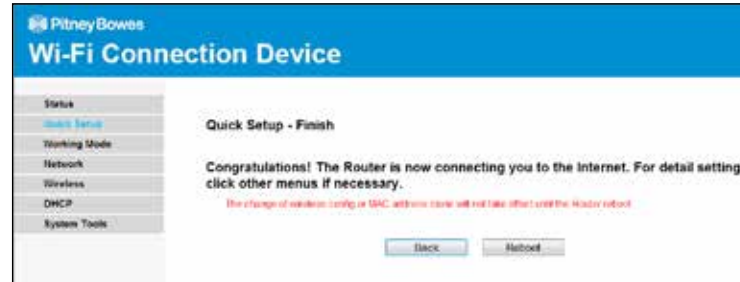 Pitney Bowes
Wi-Fi Connection Device
Status
Quick Setup
Working Mode
Network
Wireless
DHCP
System Tools
Quick Setup - Finish
Congratulations! The Router is now connecting you to the Internet. For detail setting
click other menus if necessary.
The change of wireless config or MAC address clone will not take effect until the Router reboot
Back
Reboot